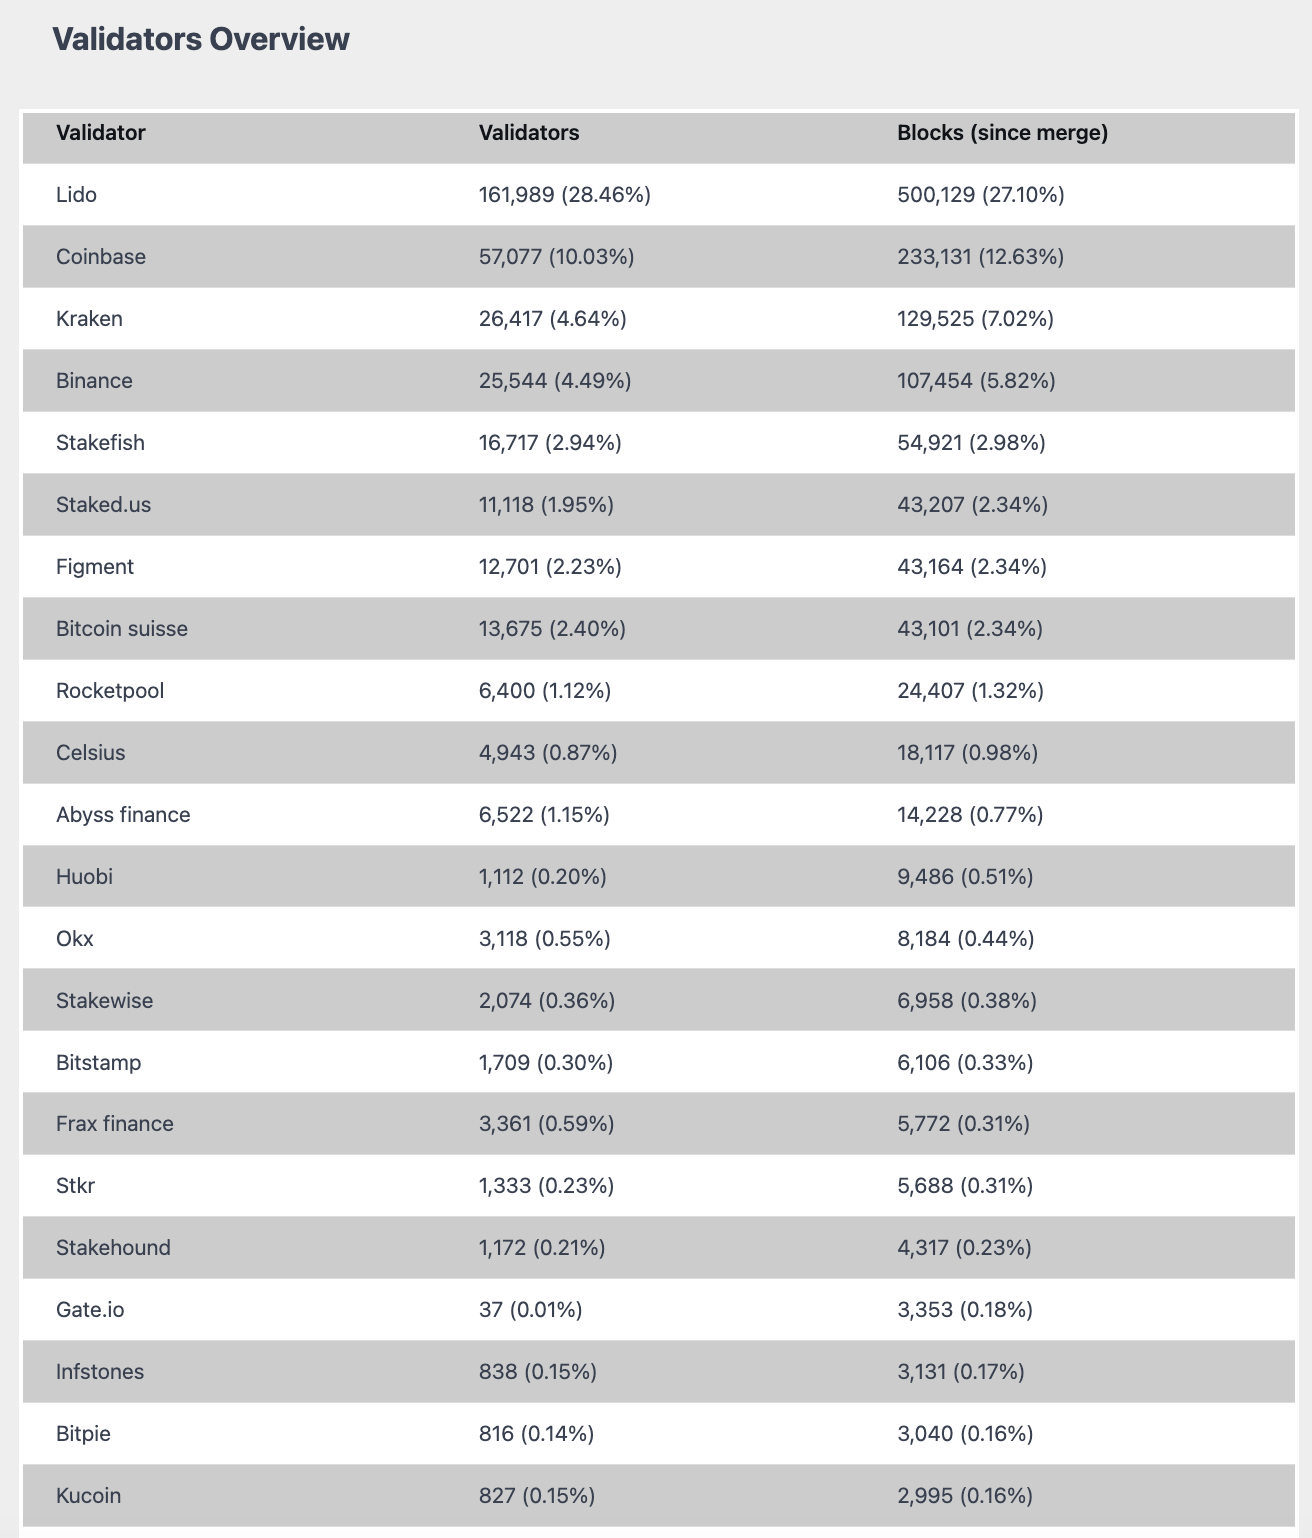 Validators Overview
Validator Validators Blocks (since merge)
Lido 161,989 (28.46%) 500,129 (27.10%)
Coinbase 57,077 (10.03%) 233,131 (12.63%)
Kraken 26,417 (4.64%) 129,525 (7.02%)
Binance 25,544 (4.49%) 107,454 (5.82%)
Stakefish 16,717 (2.94%) 54,921 (2.98%)
Staked.us 11,118 (1.95%) 43,207 (2.34%)
Figment 12,701 (2.23%) 43,164 (2.34%)
Bitcoin suisse 13,675 (2.40%) 43,101 (2.34%)
Rocketpool 6,400 (1.12%) 24,407 (1.32%)
Celsius 4,943 (0.87%) 18,117 (0.98%)
Abyss finance 6,522 (1.15%) 14,228 (0.77%)
Huobi 1,112 (0.20%) 9,486 (0.51%)
Okx 3,118 (0.55%) 8,184 (0.44%)
Stakewise 2,074 (0.36%) 6,958 (0.38%)
Bitstamp 1,709 (0.30%) 6,106 (0.33%)
Frax finance 3,361 (0.59%) 5,772 (0.31%)
Stkr 1,333 (0.23%) 5,688 (0.31%)
Stakehound 1,172 (0.21%) 4,317 (0.23%)
Gate.io 37 (0.01%) 3,353 (0.18%)
Infstones 838 (0.15%) 3,131 (0.17%)
Bitpie 816 (0.14%) 3,040 (0.16%)
Kucoin 827 (0.15%) 2,995 (0.16%)